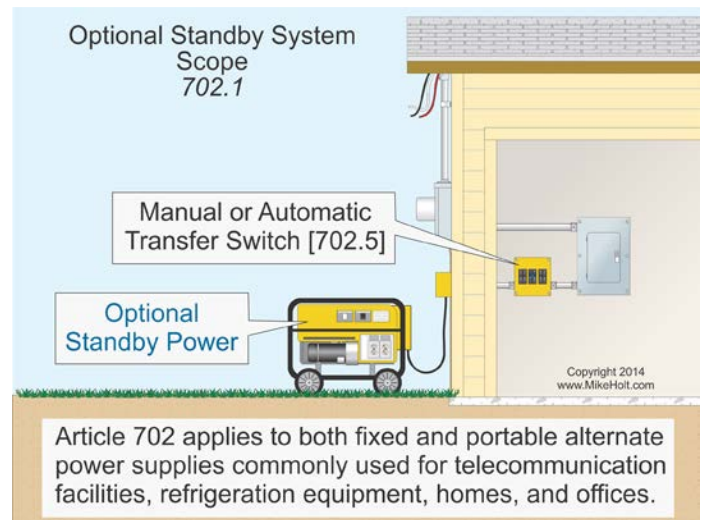 Optional Standby System
Scope
702.1
Manual or Automatic
Transfer Switch [702.5]
Optional
Standby Power
Copyright 2014
www.MikeHolt.com
Article 702 applies to both fixed and portable alternate
power supplies commonly used for telecommunication
facilities, refrigeration equipment, homes, and offices.